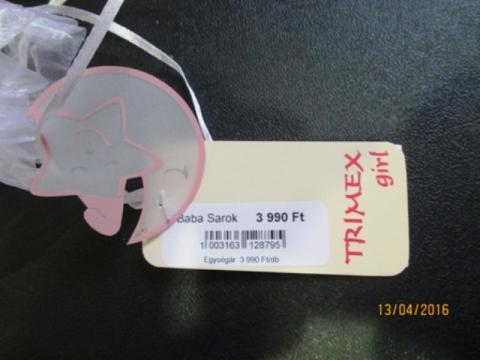 Baba Sarok 3 990 Ft
1 003163 128795
Egységár: 3 990 Ft/db
TRIMEX
girl
13/04/2016